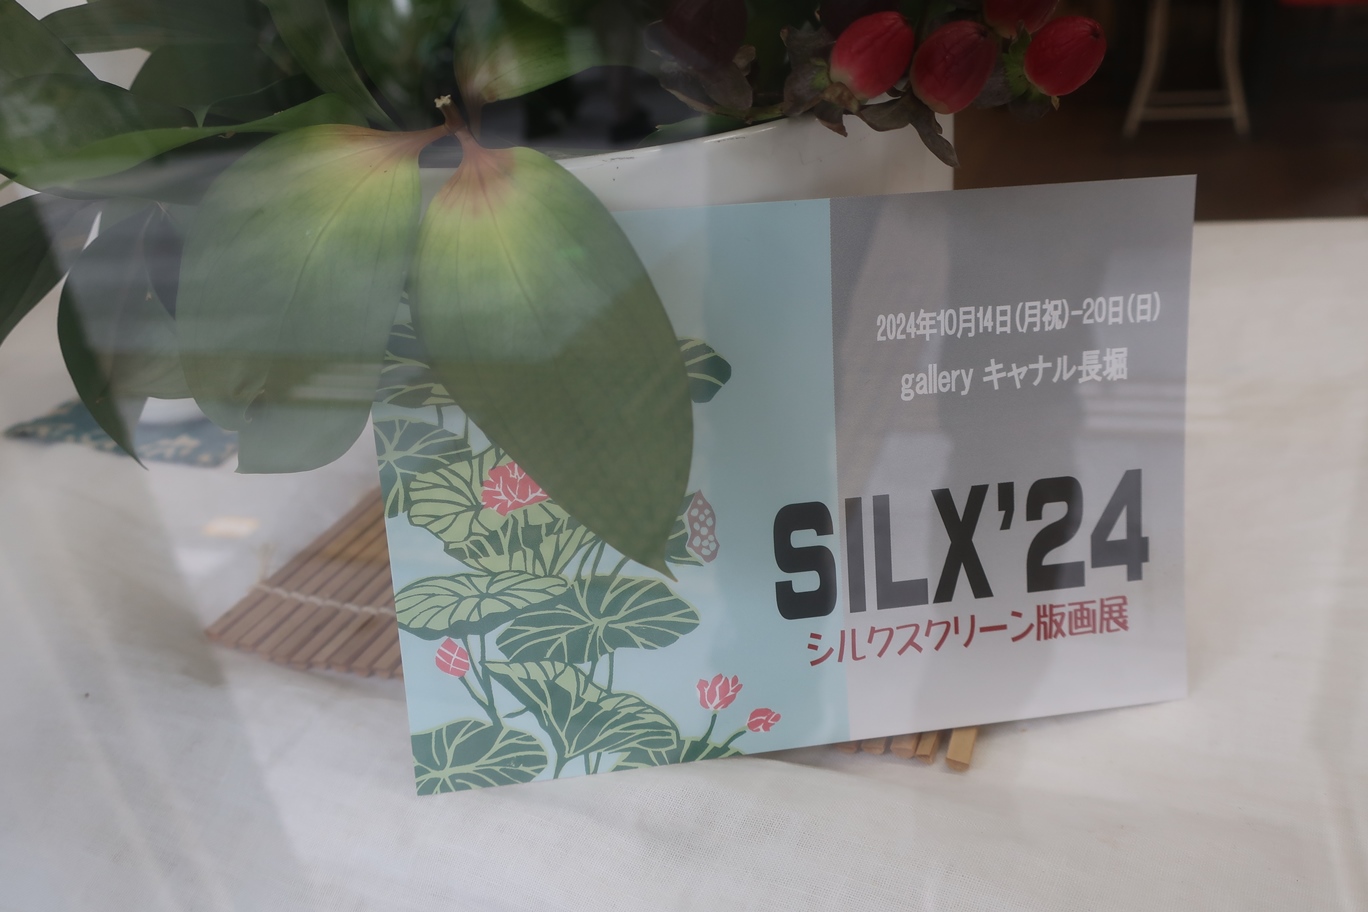 2024年10月14日(月祝)-20日(日)
gallery キャナル長堀
SILX’24
シルクスクリーン版画展